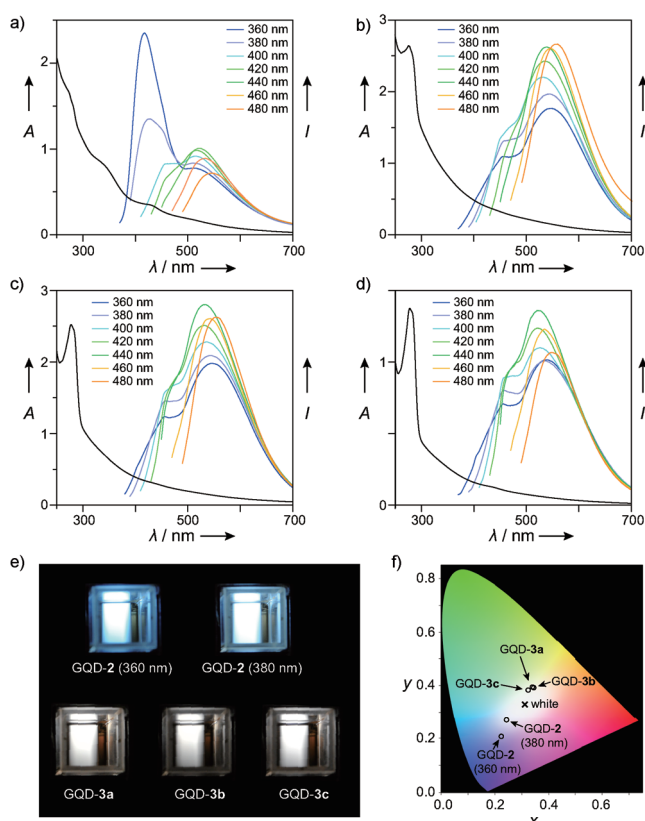 a)
360 nm
380 nm
400 nm
420 nm
440 nm
460 nm
480 nm
2
1
0
A
I
300
500
700
λ / nm
b)
360 nm
380 nm
400 nm
420 nm
440 nm
460 nm
480 nm
3
2
1
0
A
I
300
500
700
λ / nm
c)
360 nm
380 nm
400 nm
420 nm
440 nm
460 nm
480 nm
3
2
1
0
A
I
300
500
700
λ / nm
d)
360 nm
380 nm
400 nm
420 nm
440 nm
460 nm
480 nm
1
0
A
I
300
500
700
λ / nm
e)
GQD-2 (360 nm)
GQD-2 (380 nm)
GQD-3a
GQD-3b
GQD-3c
f)
0.8
0.6
0.4
0.2
0.0
y
GQD-3a
GQD-3c
GQD-3b
white
GQD-2
(380 nm)
GQD-2
(360 nm)
0.0
0.2
0.4
0.6
x